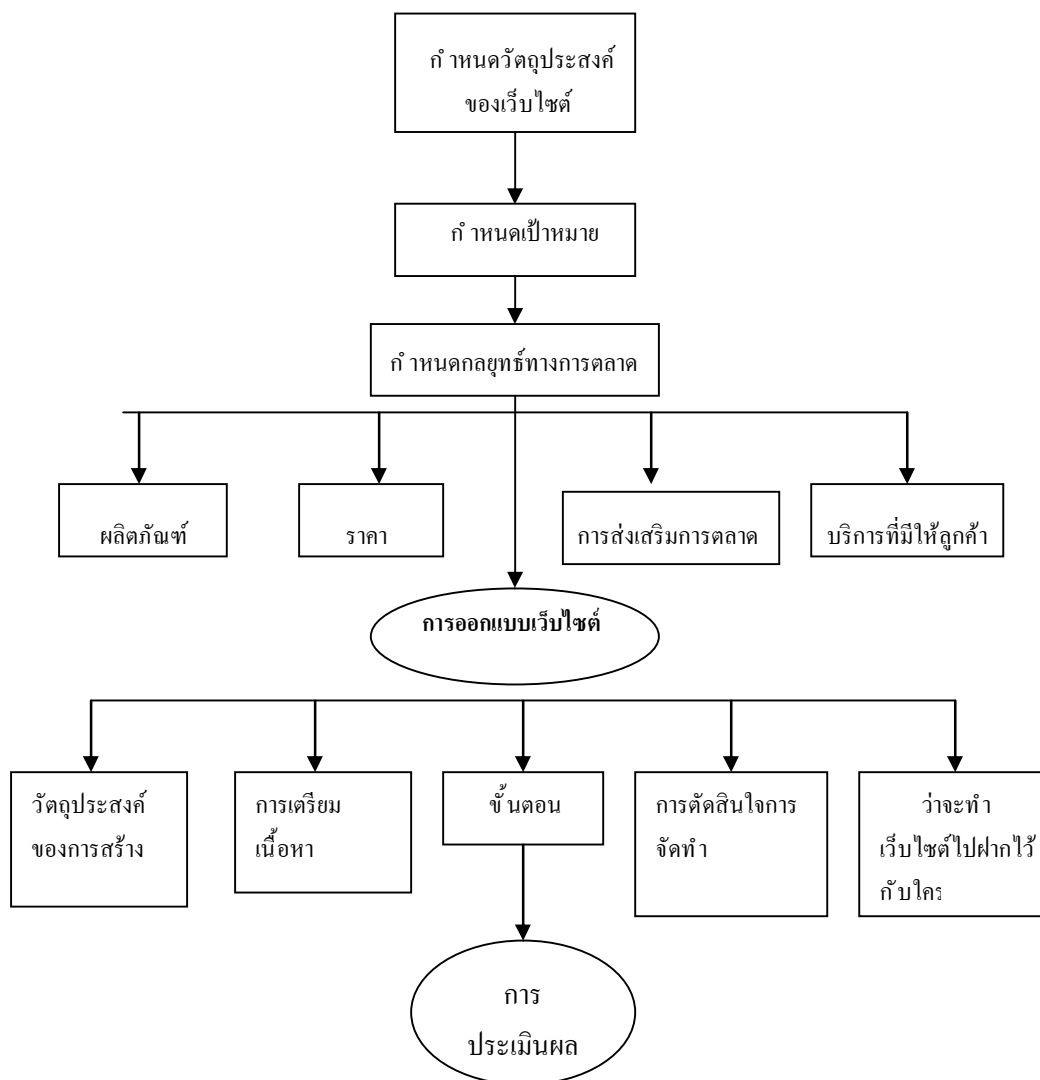 กำหนดวัตถุประสงค์
ของเว็บไซต์
กำหนดเป้าหมาย
กำหนดกลยุทธ์ทางการตลาด
ผลิตภัณฑ์
ราคา
การส่งเสริมการตลาด
บริการที่มีให้ลูกค้า
การออกแบบเว็บไซต์
วัตถุประสงค์
ของการสร้าง
การเตรียม
เนื้อหา
ขั้นตอน
การตัดสินใจการ
จัดทำ
ว่าจะทำ
เว็บไซต์ไปฝากไว้
กับใคร
การ
ประเมินผล